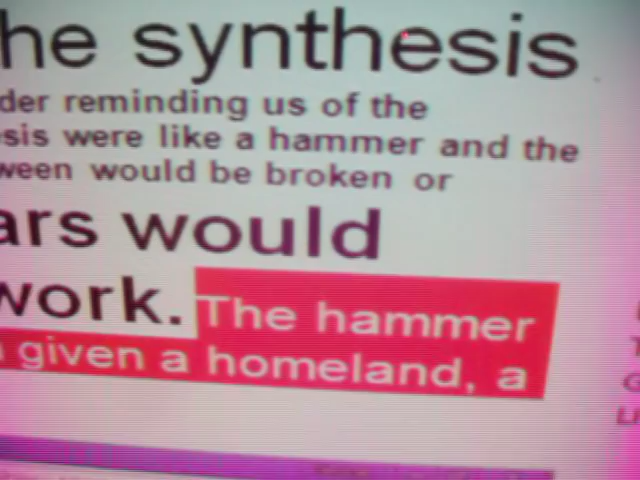 he synthesis
der reminding us of the
esis were like a hammer and the
ween would be broken or
ars would
work. The hammer
given a homeland, a